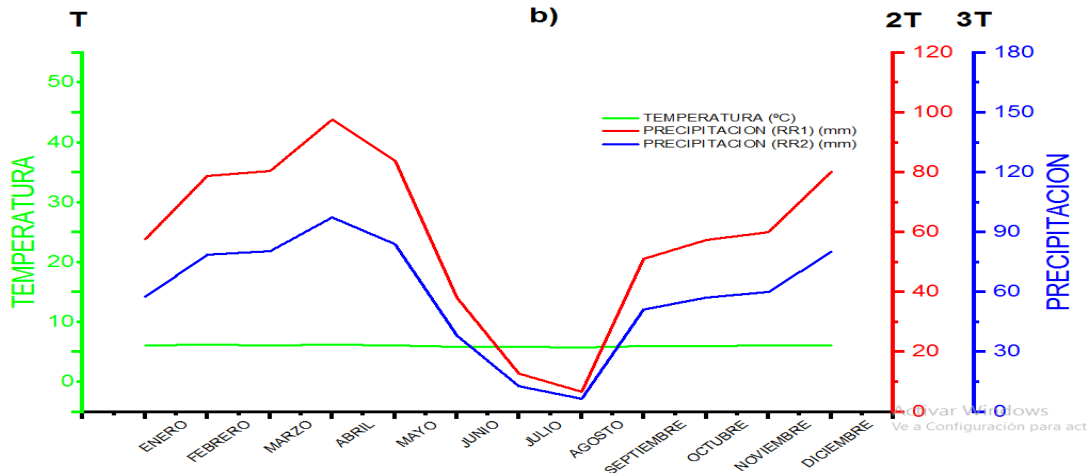 T
b)
2T
3T
TEMPERATURA
50
40
30
20
10
0
TEMPERATURA (ºC)
PRECIPITACION (RR1) (mm)
PRECIPITACION (RR2) (mm)
120
100
80
60
40
20
0
180
150
120
90
60
30
0
PRECIPITACION
ENERO
FEBRERO
MARZO
ABRIL
MAYO
JUNIO
JULIO
AGOSTO
SEPTIEMBRE
OCTUBRE
NOVIEMBRE
DICIEMBRE
Activar Windows
Ve a Configuración para act